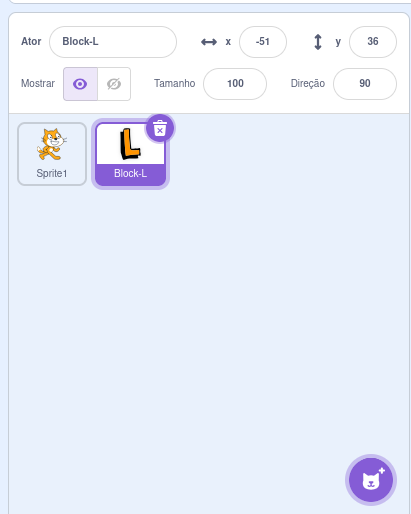 Ator Block-L x -51 y 36
Mostrar Tamanho 100 Direção 90
L
Sprite1 Block-L